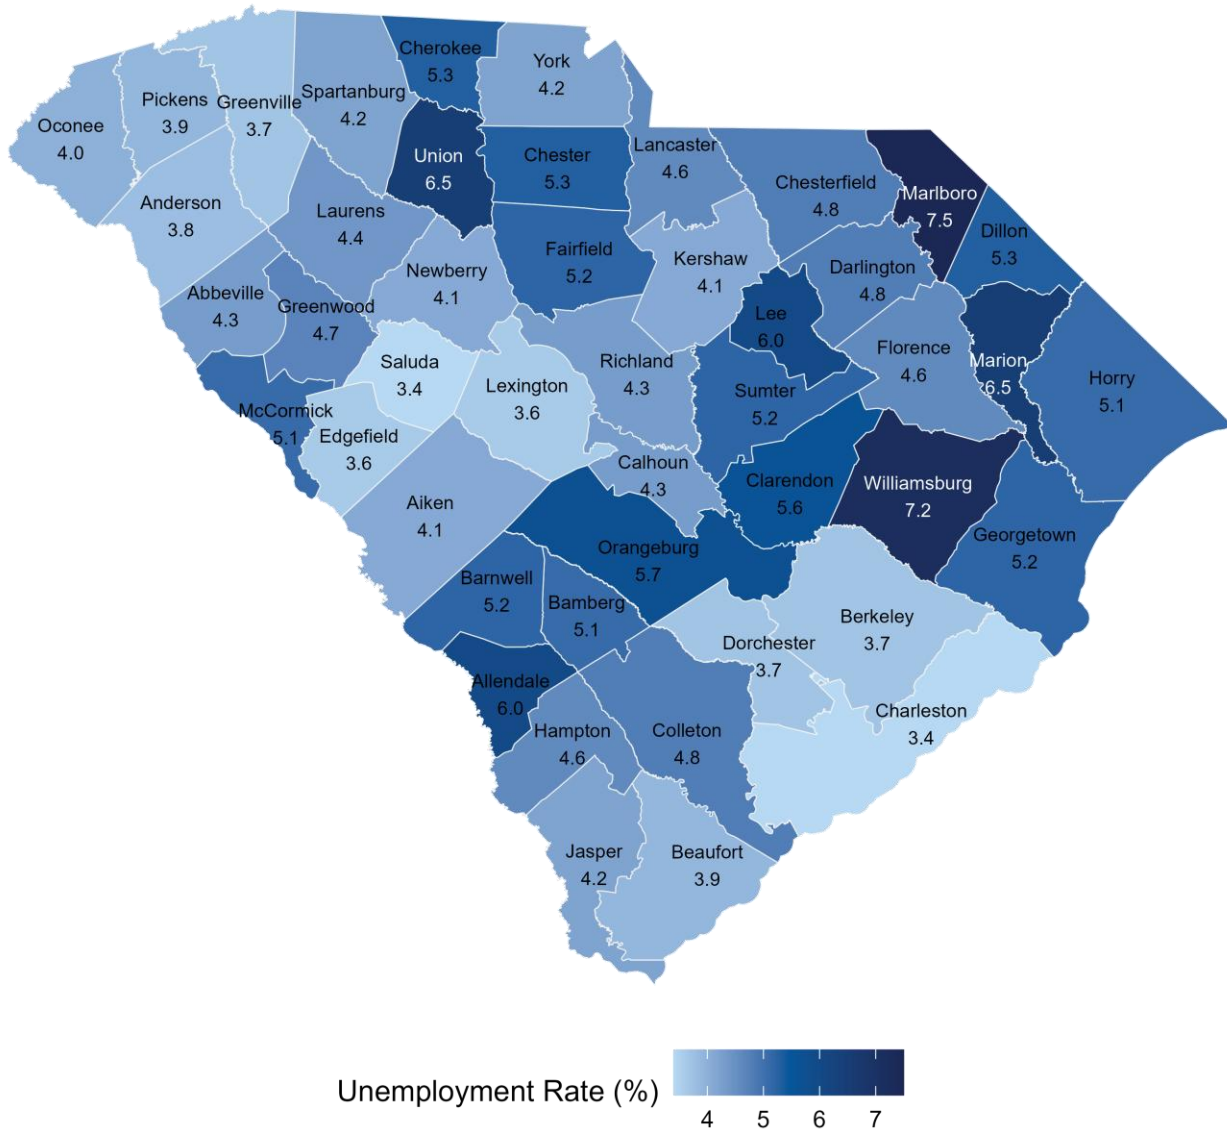 Cherokee
5.3
York
4.2
Pickens
3.9
Greenville
3.7
Spartanburg
4.2
Oconee
4.0
Union
6.5
Chester
5.3
Lancaster
4.6
Chesterfield
4.8
Marlboro
7.5
Anderson
3.8
Laurens
4.4
Dillon
5.3
Fairfield
5.2
Kershaw
4.1
Darlington
4.8
Newberry
4.1
Abbeville
4.3
Greenwood
4.7
Lee
6.0
Florence
4.6
Marion
6.5
Horry
5.1
Saluda
3.4
Lexington
3.6
Richland
4.3
Sumter
5.2
McCormick
5.1
Edgefield
3.6
Calhoun
4.3
Clarendon
5.6
Williamsburg
7.2
Aiken
4.1
Orangeburg
5.7
Georgetown
5.2
Barnwell
5.2
Bamberg
5.1
Berkeley
3.7
Dorchester
3.7
Allendale
6.0
Charleston
3.4
Hampton
4.6
Colleton
4.8
Jasper
4.2
Beaufort
3.9
Unemployment Rate (%)
4 5 6 7